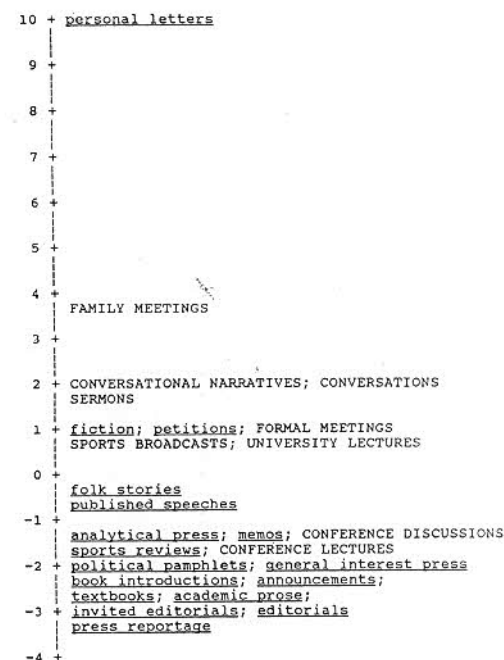 10 + personal letters
9 +
8 +
7 +
6 +
5 +
4 +
FAMILY MEETINGS
3 +
2 + CONVERSATIONAL NARRATIVES; CONVERSATIONS
SERMONS
1 + fiction; petitions; FORMAL MEETINGS
SPORTS BROADCASTS; UNIVERSITY LECTURES
0 +
folk stories
published speeches
-1 +
analytical press; memos; CONFERENCE DISCUSSIONS
sports reviews; CONFERENCE LECTURES
-2 + political pamphlets; general interest press
book introductions; announcements;
textbooks; academic prose;
-3 + invited editorials; editorials
press reportage
-4 +